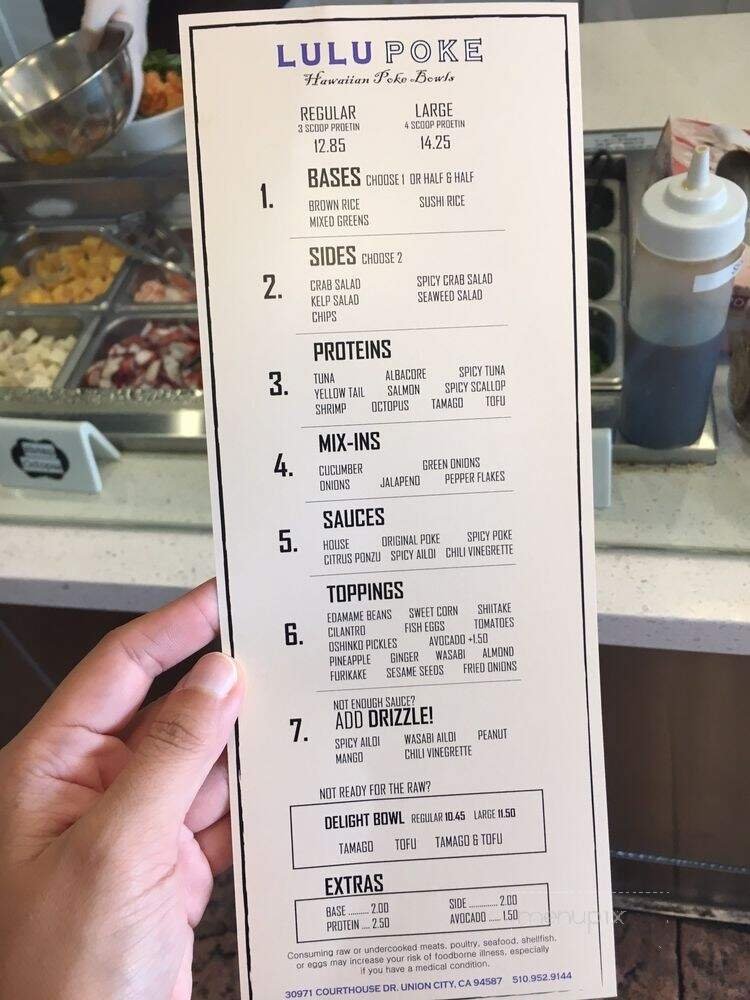 LULU POKE
Hawaiian Poke Bowls
REGULAR LARGE
3 SCOOP PROETIN 4 SCOOP PROETIN
12.85 14.25
1. BASES CHOOSE 1 OR HALF & HALF
BROWN RICE SUSHI RICE
MIXED GREENS
2. SIDES CHOOSE 2
CRAB SALAD SPICY CRAB SALAD
KELP SALAD SEAWEED SALAD
CHIPS
3. PROTEINS
TUNA ALBACORE SPICY TUNA
YELLOW TAIL SALMON SPICY SCALLOP
SHRIMP OCTOPUS TAMAGO TOFU
4. MIX-INS
CUCUMBER GREEN ONIONS
ONIONS JALAPENO PEPPER FLAKES
5. SAUCES
HOUSE ORIGINAL POKE SPICY POKE
CITRUS PONZU SPICY AILOI CHILI VINEGRETTE
6. TOPPINGS
EDAMAME BEANS SWEET CORN SHIITAKE
CILANTRO FISH EGGS TOMATOES
OSHINKO PICKLES AVOCADO +1.50
PINEAPPLE GINGER WASABI ALMOND
FURIKAKE SESAME SEEDS FRIED ONIONS
NOT ENOUGH SAUCE?
7. ADD DRIZZLE!
SPICY AILOI WASABI AILOI PEANUT
MANGO CHILI VINEGRETTE
NOT READY FOR THE RAW?
DELIGHT BOWL REGULAR 10.45 LARGE 11.50
TAMAGO TOFU TAMAGO & TOFU
EXTRAS
BASE .......... 2.00 SIDE ............. 2.00
PROTEIN .... 2.50 AVOCADO ...... 1.50
Consuming raw or undercooked meats, poultry, seafood, shellfish,
or eggs may increase your risk of foodborne illness, especially
if you have a medical condition.
30971 COURTHOUSE DR. UNION CITY, CA 94587 510.952.9144
menupix